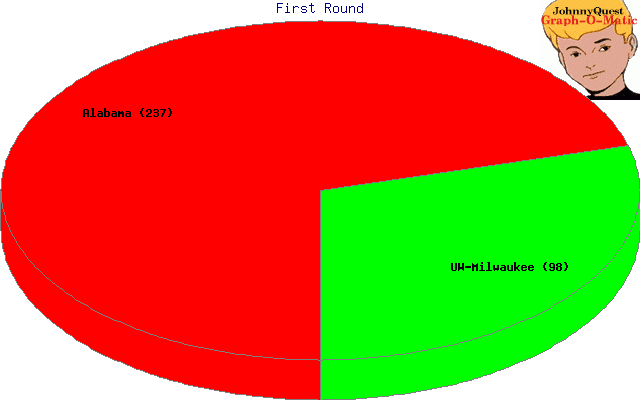 First Round
JohnnyQuest
Graph-O-Matic
Alabama (237)
UW-Milwaukee (98)